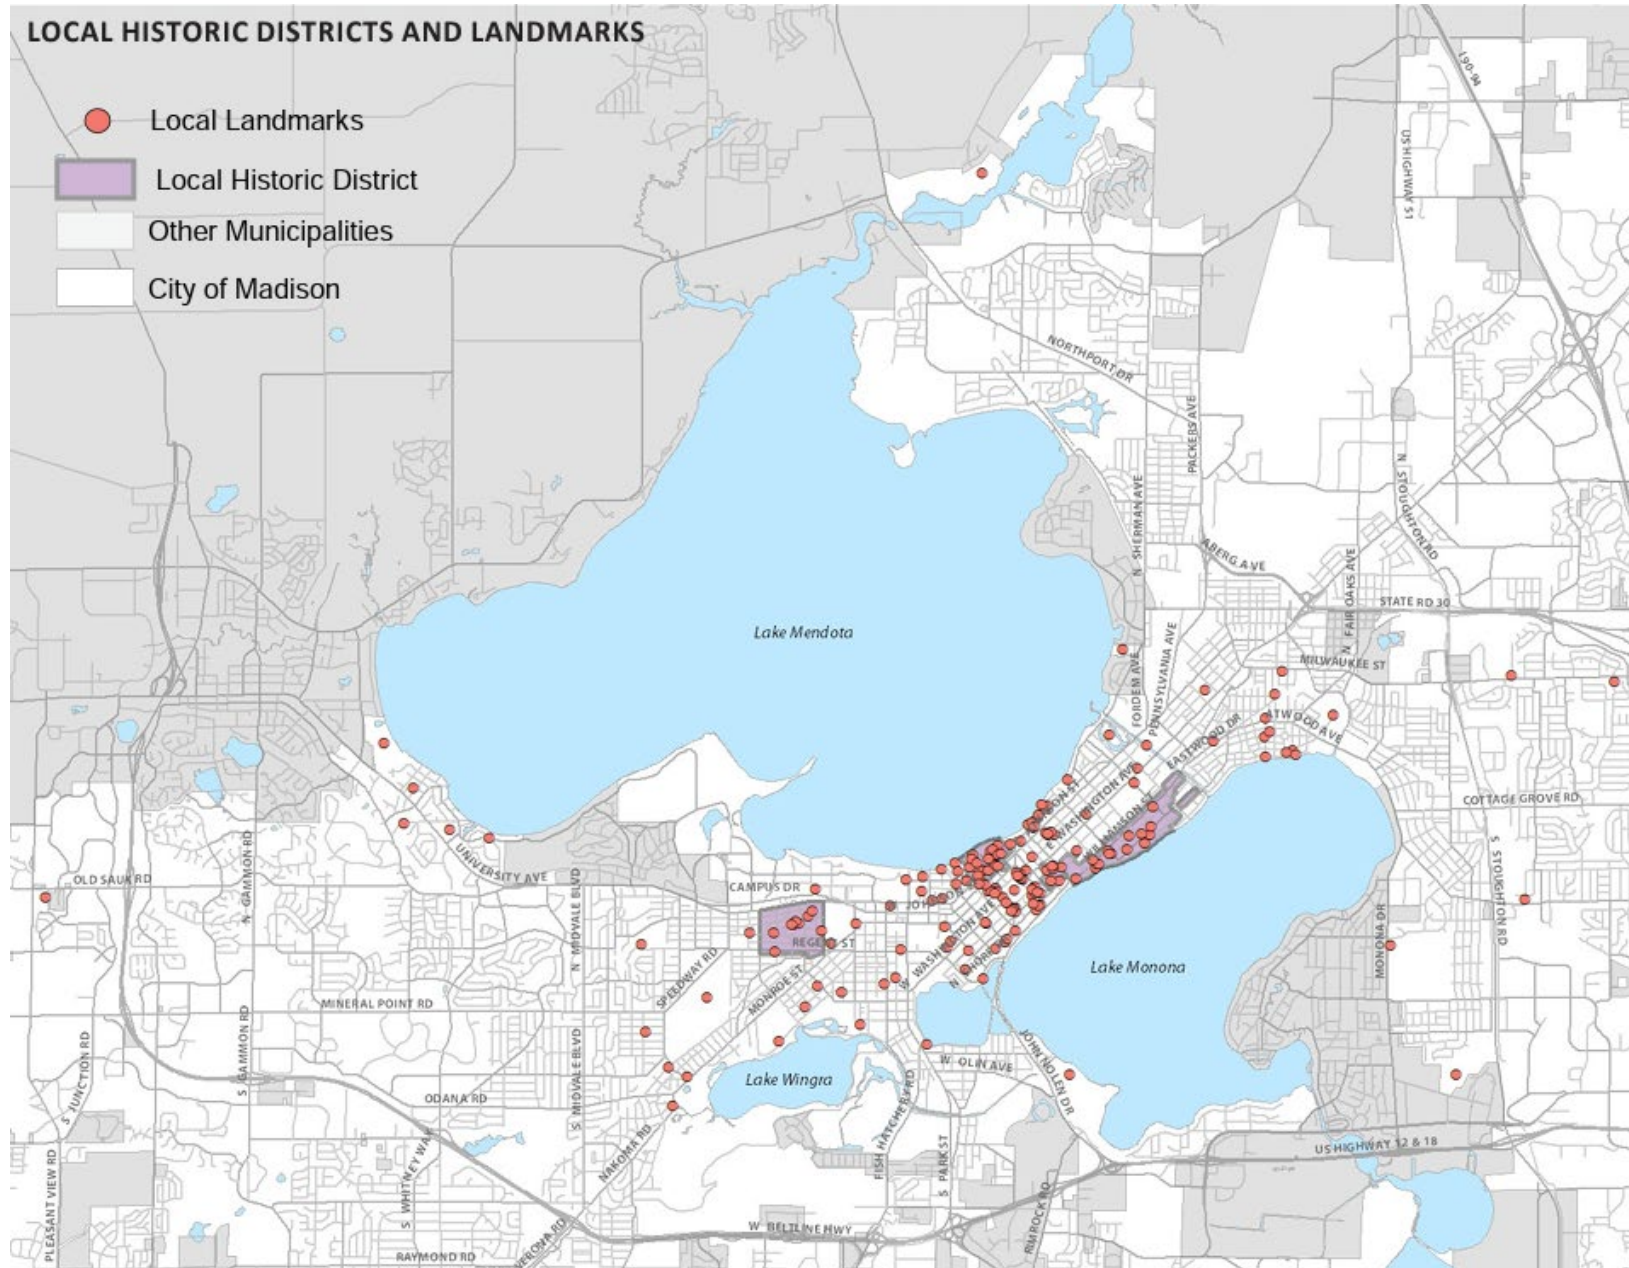 LOCAL HISTORIC DISTRICTS AND LANDMARKS
Local Landmarks
Local Historic District
Other Municipalities
City of Madison
I 90-94
US HIGHWAY 51
NORTHPORT DR
PACKERS AVE
N STOUGHTON RD
N SHERMAN AVE
ABERG AVE
N FAIR OAKS AVE
STATE RD 30
Lake Mendota
PENNSYLVANIA AVE
FORDEM AVE
MILWAUKEE ST
ATWOOD AVE
EASTWOOD DR
E WASHINGTON AVE
WILLIAMSON ST
COTTAGE GROVE RD
S STOUGHTON RD
N GAMMON RD
OLD SAUK RD
UNIVERSITY AVE
N MIDVALE BLVD
CAMPUS DR
REGENT ST
W WASHINGTON AVE
MONONA DR
Lake Monona
SPEEDWAY RD
MONROE ST
MINERAL POINT RD
S GAMMON RD
S JUNCTION RD
S MIDVALE BLVD
ODANA RD
Lake Wingra
W OLIN AVE
JOHN NOLEN DR
FISH HATCHERY RD
S PARK ST
NAKOMA RD
US HIGHWAY 12 & 18
PLEASANT VIEW RD
S WHITNEY WAY
RAYMOND RD
VERONA RD
W BELTLINE HWY
RIMROCK RD